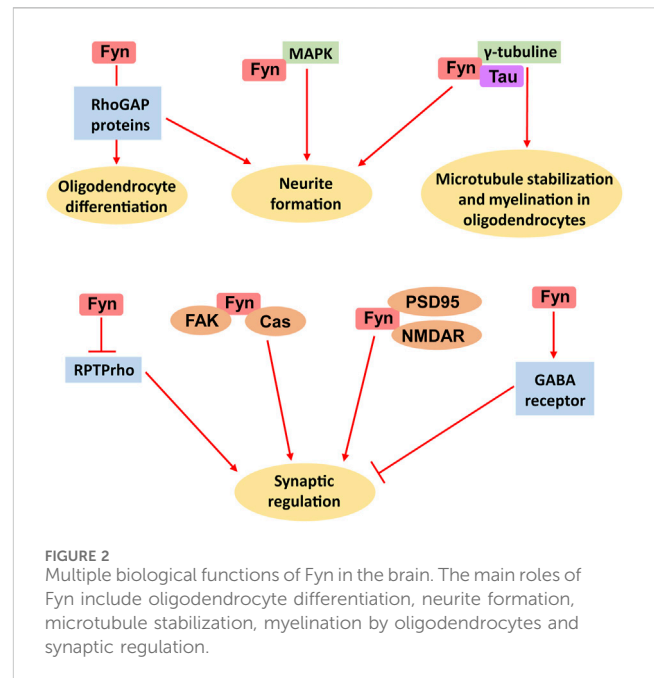 Fyn
MAPK
Fyn
γ-tubuline
Fyn
Tau
RhoGAP
proteins
Oligodendrocyte
differentiation
Neurite
formation
Microtubule stabilization
and myelination in
oligodendrocytes
Fyn
RPTPrho
Fyn
FAK
Cas
PSD95
Fyn
NMDAR
Fyn
GABA
receptor
Synaptic
regulation
FIGURE 2
Multiple biological functions of Fyn in the brain. The main roles of
Fyn include oligodendrocyte differentiation, neurite formation,
microtubule stabilization, myelination by oligodendrocytes and
synaptic regulation.